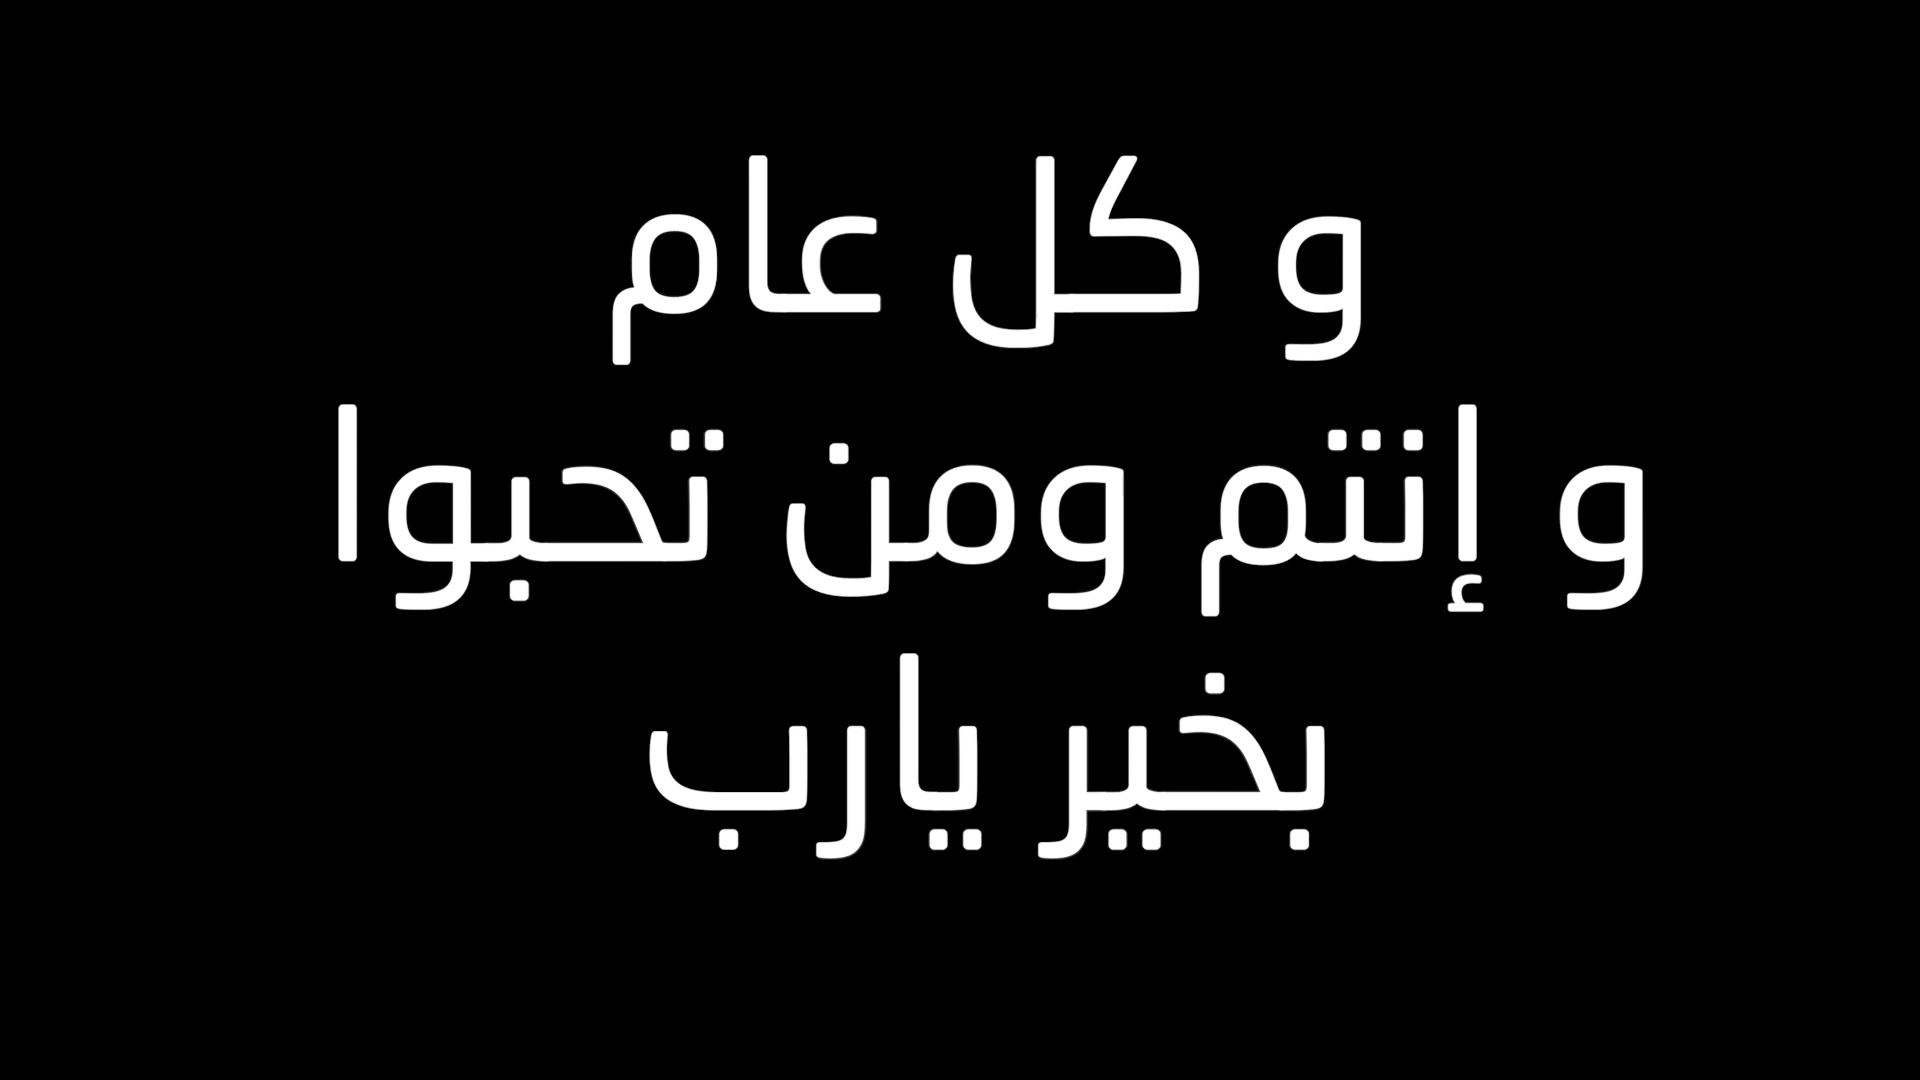 و كل عام
و إنتم ومن تحبوا
بخير يارب